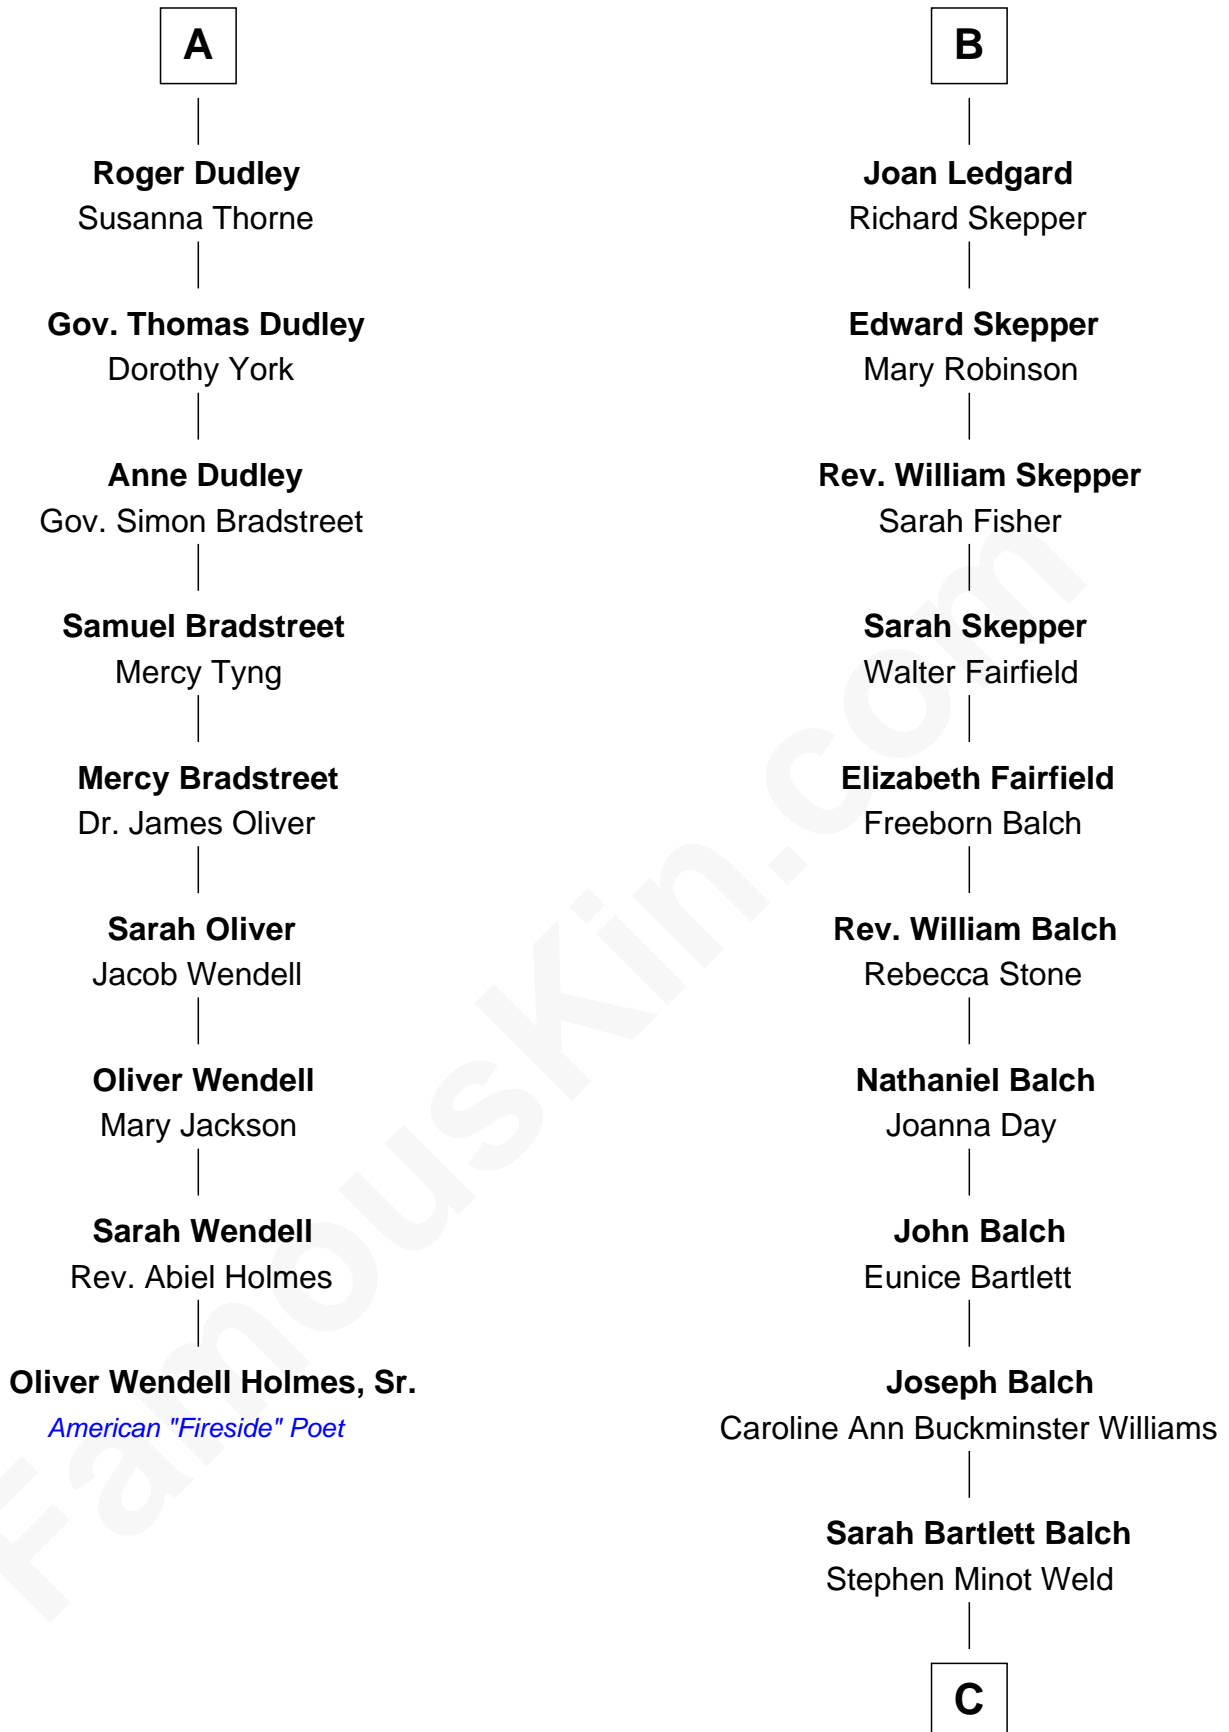 A
Roger Dudley
Susanna Thorne
Gov. Thomas Dudley
Dorothy York
Anne Dudley
Gov. Simon Bradstreet
Samuel Bradstreet
Mercy Tyng
Mercy Bradstreet
Dr. James Oliver
Sarah Oliver
Jacob Wendell
Oliver Wendell
Mary Jackson
Sarah Wendell
Rev. Abiel Holmes
Oliver Wendell Holmes, Sr.
American "Fireside" Poet
B
Joan Ledgard
Richard Skepper
Edward Skepper
Mary Robinson
Rev. William Skepper
Sarah Fisher
Sarah Skepper
Walter Fairfield
Elizabeth Fairfield
Freeborn Balch
Rev. William Balch
Rebecca Stone
Nathaniel Balch
Joanna Day
John Balch
Eunice Bartlett
Joseph Balch
Caroline Ann Buckminster Williams
Sarah Bartlett Balch
Stephen Minot Weld
C
FamousKin.com